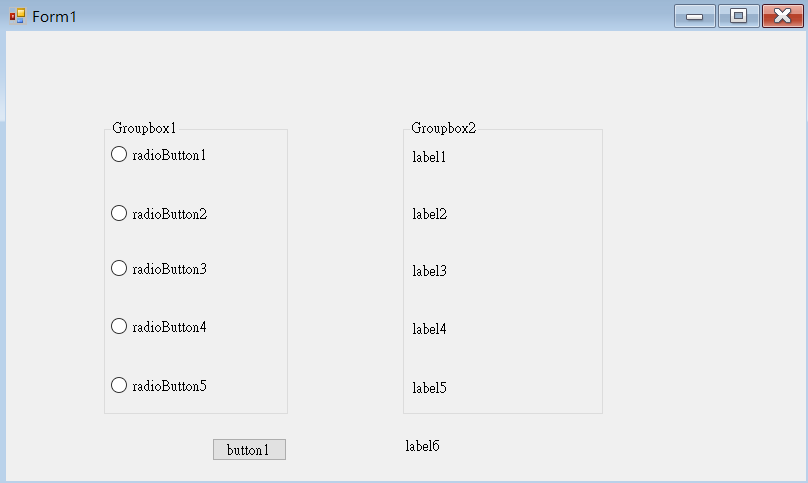 Form1
Groupbox1
radioButton1
radioButton2
radioButton3
radioButton4
radioButton5
button1
Groupbox2
label1
label2
label3
label4
label5
label6